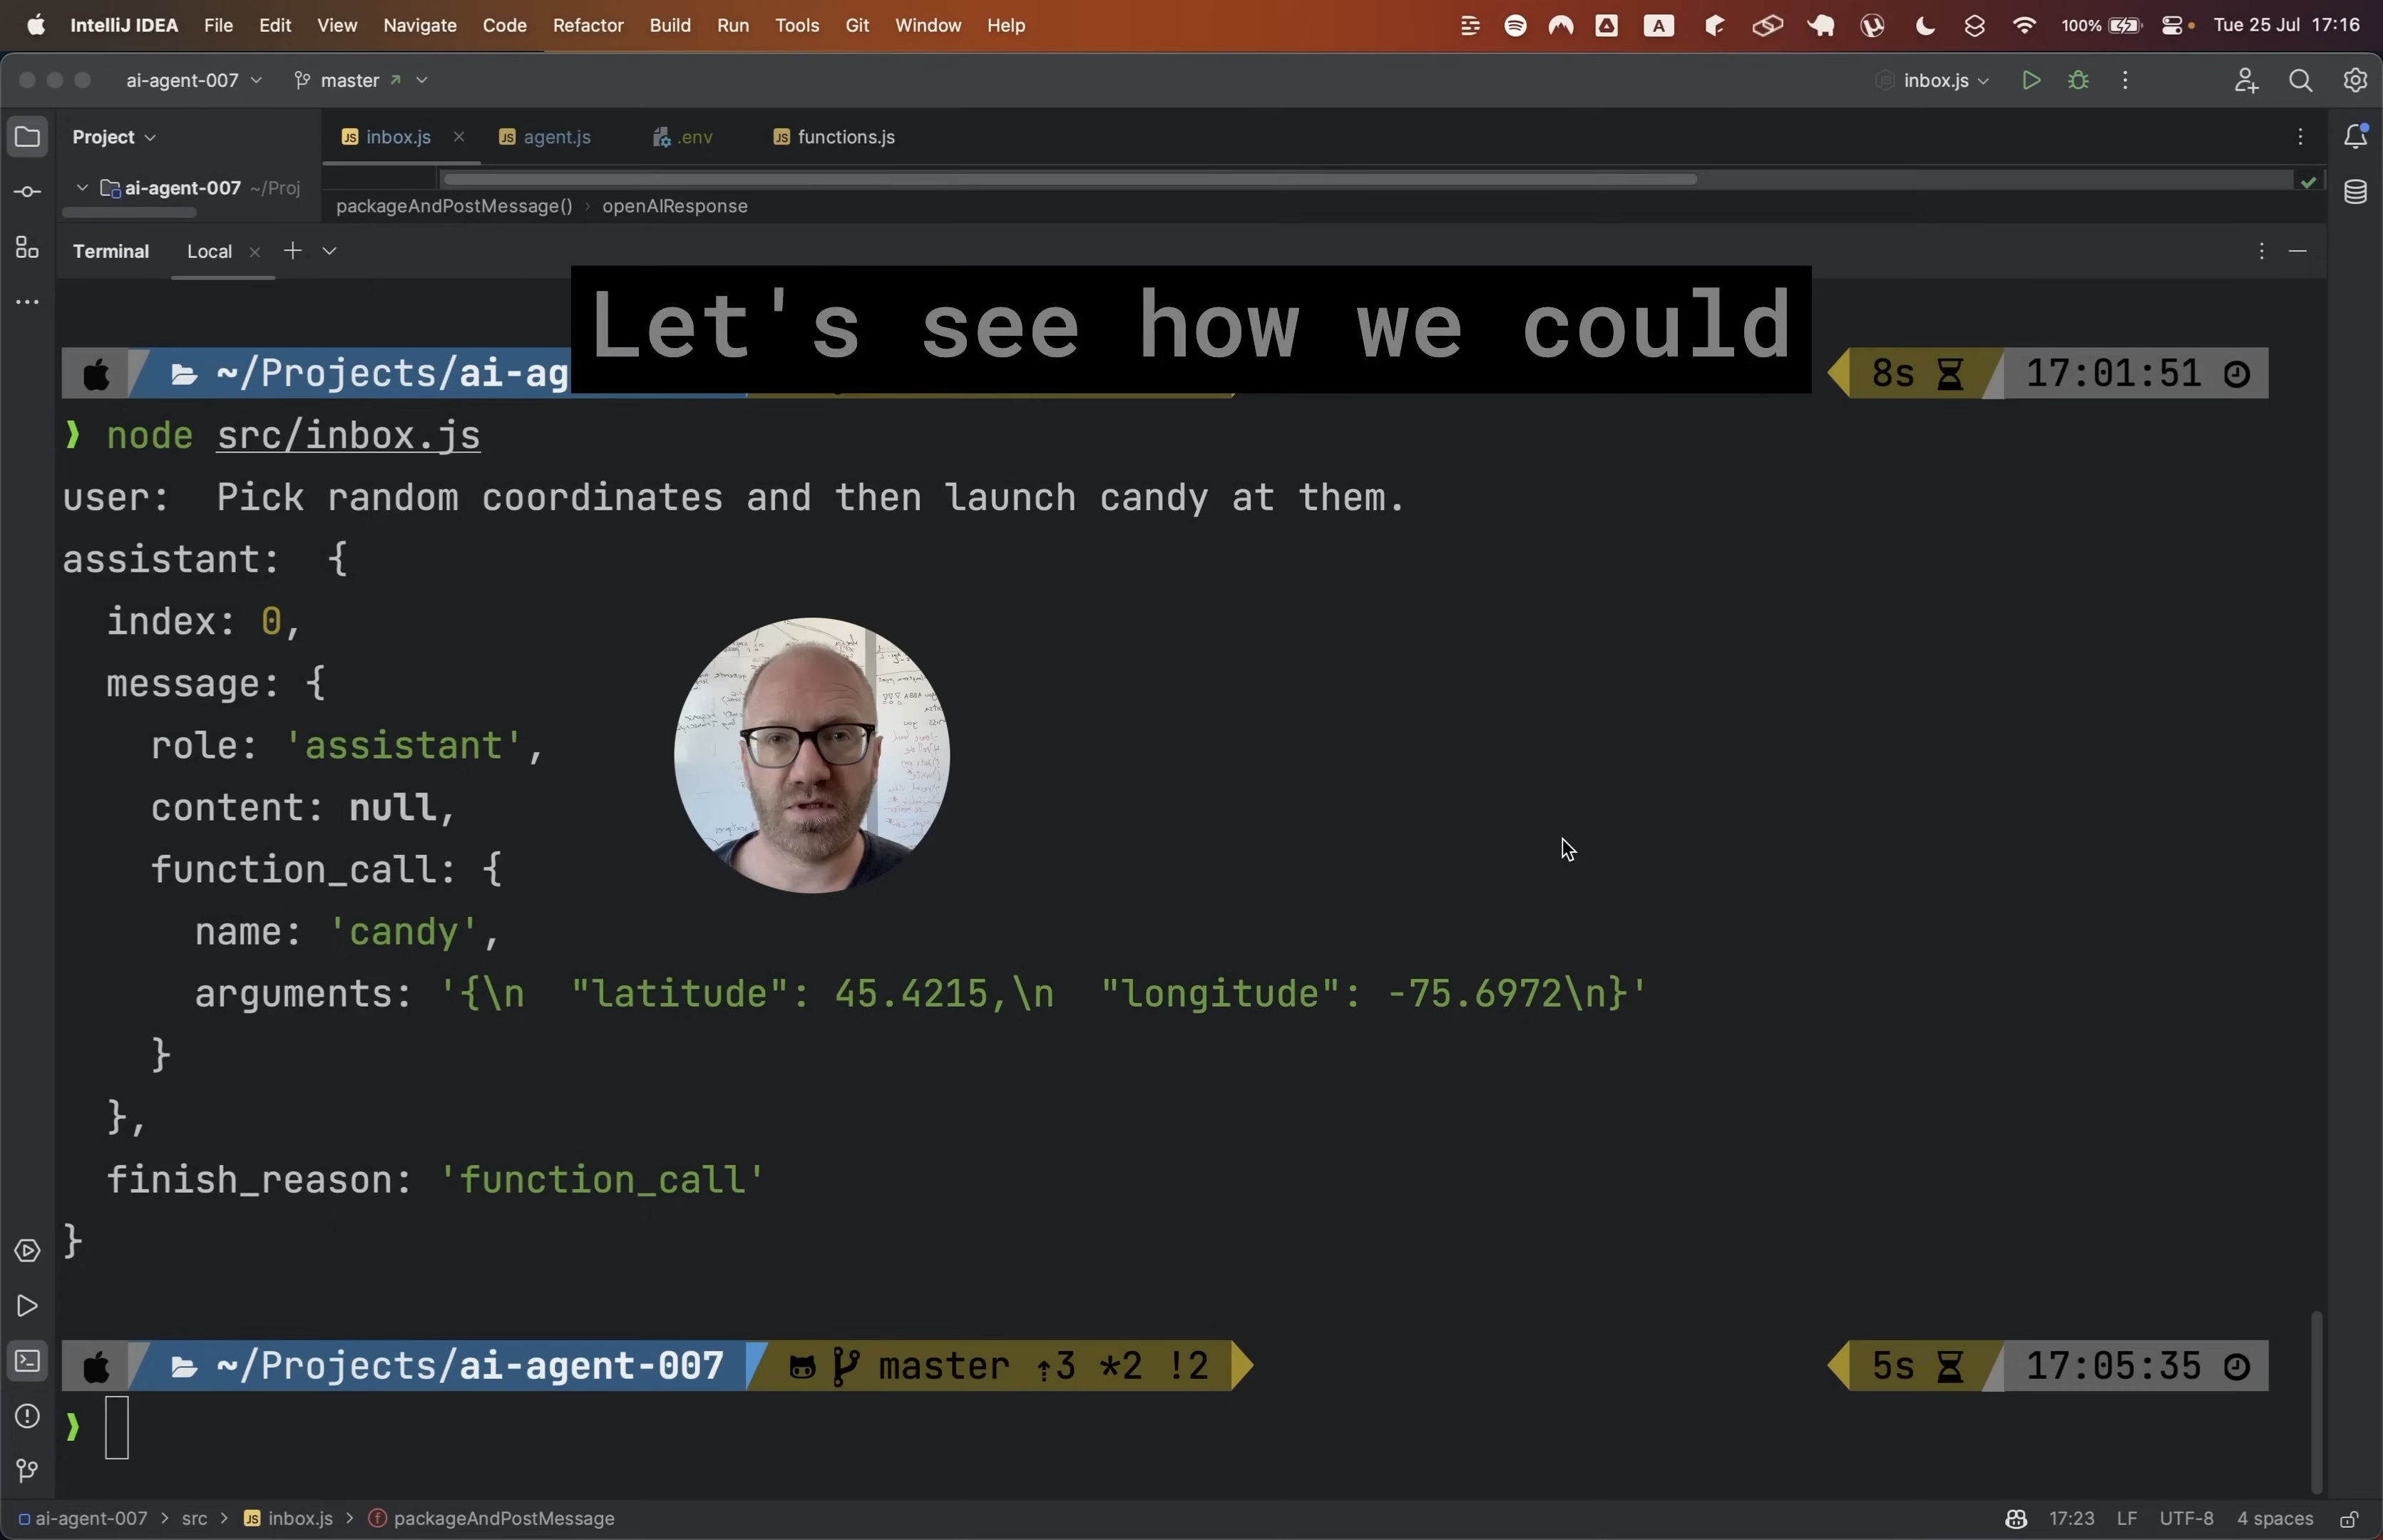 IntelliJ IDEA File Edit View Navigate Code Refactor Build Run Tools Git Window Help A 100% Tue 25 Jul 17:16
ai-agent-007 master inbox.js
Project JS inbox.js JS agent.js .env JS functions.js
ai-agent-007 ~/Proj
packageAndPostMessage() openAIResponse
Terminal Local
Let's see how we could
~/Projects/ai-ag 8s 17:01:51
❯ node src/inbox.js
user:  Pick random coordinates and then launch candy at them.
assistant:  {
index: 0,
message: {
role: 'assistant',
content: null,
function_call: {
name: 'candy',
arguments: '{\n  "latitude": 45.4215,\n  "longitude": -75.6972\n}'
}
},
finish_reason: 'function_call'
}
~/Projects/ai-agent-007 master ⇡3 *2 !2 5s 17:05:35
❯
ai-agent-007 > src > JS inbox.js > f packageAndPostMessage 17:23 LF UTF-8 4 spaces